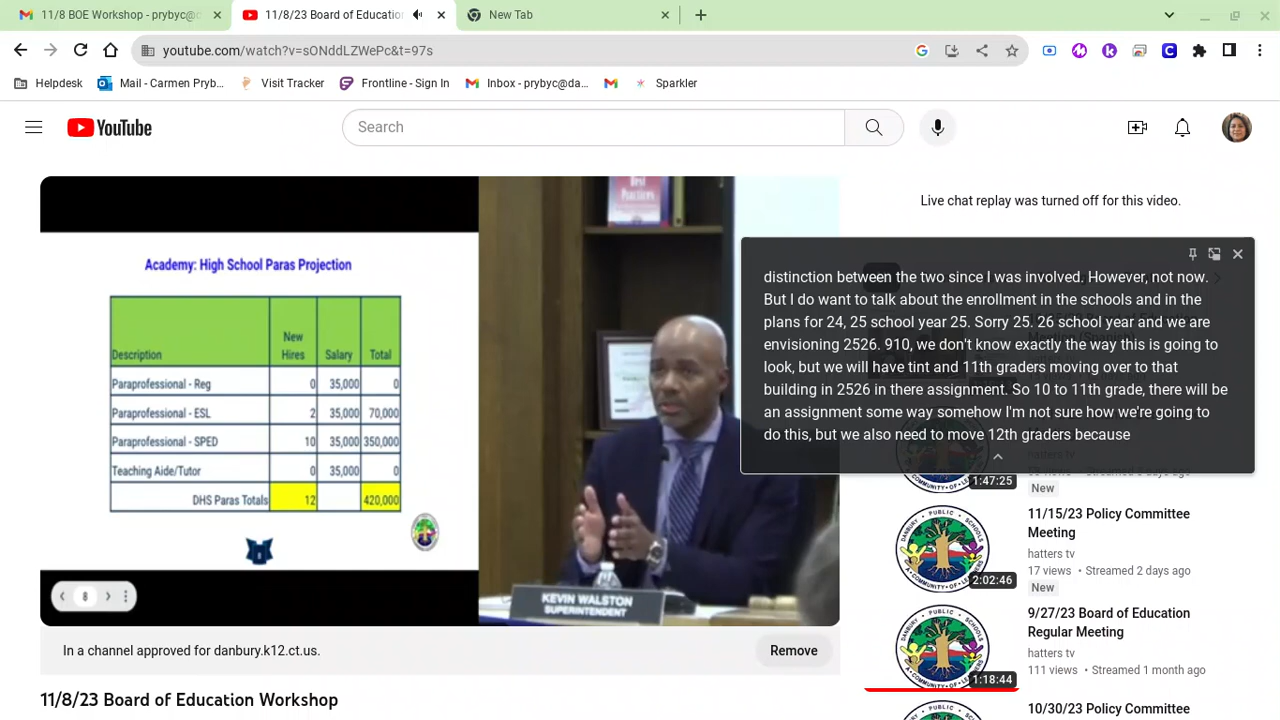 11/8 BOE Workshop - prybyc@d
11/8/23 Board of Education
New Tab
youtube.com/watch?v=sONddLZWePc&t=97s
Helpdesk
Mail - Carmen Pryb...
Visit Tracker
Frontline - Sign In
Inbox - prybyc@da...
Sparkler
YouTube
Search
Live chat replay was turned off for this video.
Best
Practices
Academy: High School Paras Projection
Description New Hires Salary Total
Paraprofessional - Reg 0 35,000 0
Paraprofessional - ESL 2 35,000 70,000
Paraprofessional - SPED 10 35,000 350,000
Teaching Aide/Tutor 0 35,000 0
DHS Paras Totals 12 420,000
8
KEVIN WALSTON
SUPERINTENDENT
distinction between the two since I was involved. However, not now.
But I do want to talk about the enrollment in the schools and in the
plans for 24, 25 school year 25. Sorry 25. 26 school year and we are
envisioning 2526. 910, we don't know exactly the way this is going to
look, but we will have tint and 11th graders moving over to that
building in 2526 in there assignment. So 10 to 11th grade, there will be
an assignment some way somehow I'm not sure how we're going to
do this, but we also need to move 12th graders because
1:47:25
New
11/15/23 Policy Committee
Meeting
hatters tv
17 views • Streamed 2 days ago
New
2:02:46
9/27/23 Board of Education
Regular Meeting
hatters tv
111 views • Streamed 1 month ago
1:18:44
10/30/23 Policy Committee
In a channel approved for danbury.k12.ct.us.
Remove
11/8/23 Board of Education Workshop